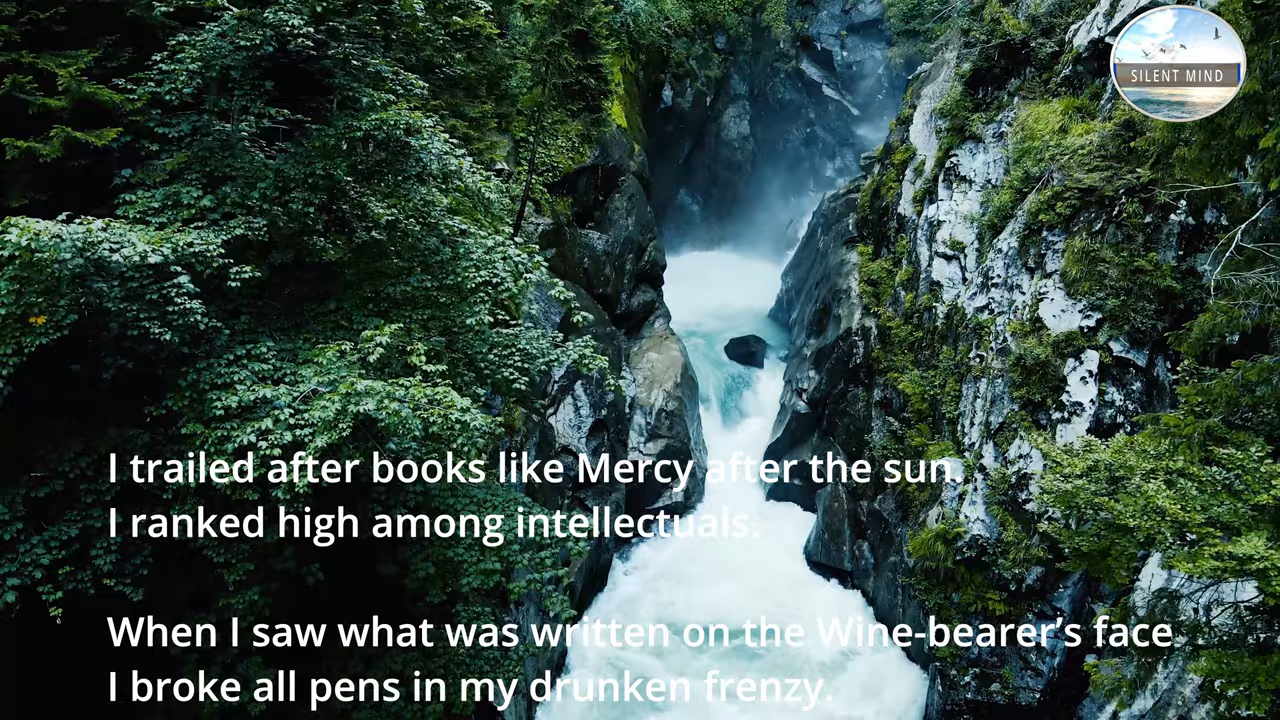 SILENT MIND
I trailed after books like Mercy after the sun.
I ranked high among intellectuals.
When I saw what was written on the Wine-bearer’s face
I broke all pens in my drunken frenzy.